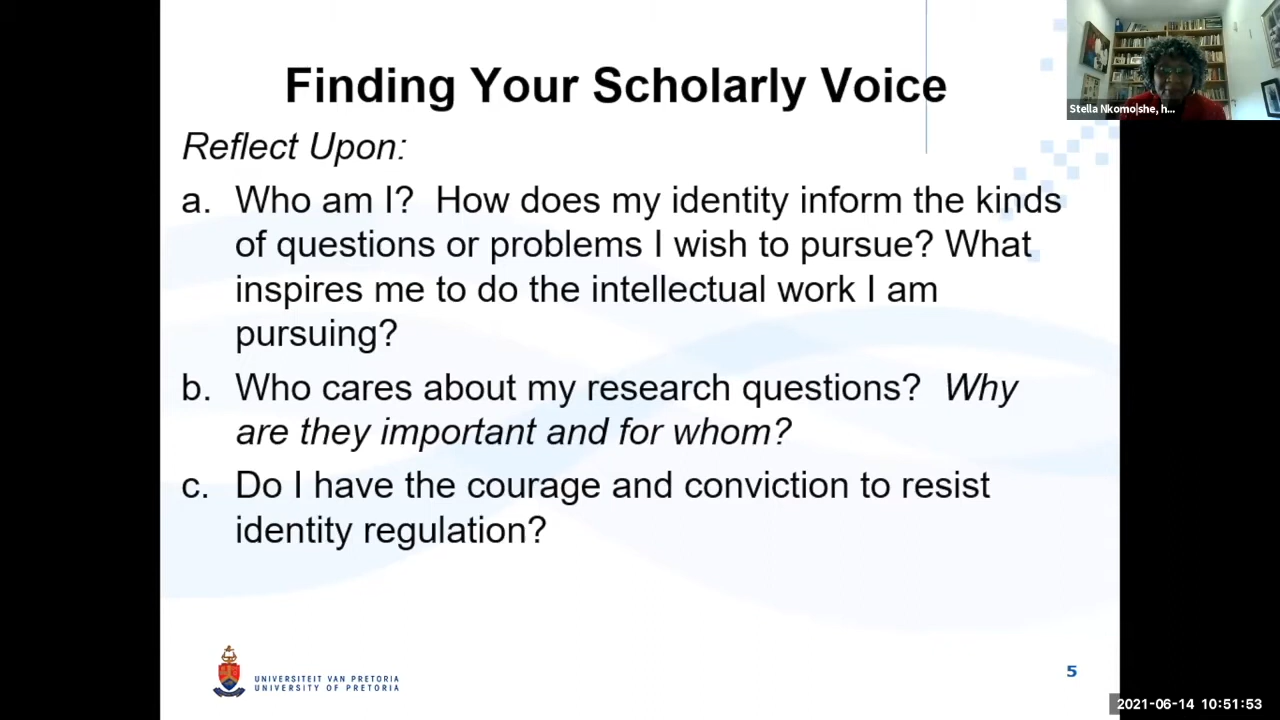 Finding Your Scholarly Voice
Stella Nkomo|she, h...
Reflect Upon:
a. Who am I? How does my identity inform the kinds
of questions or problems I wish to pursue? What
inspires me to do the intellectual work I am
pursuing?
b. Who cares about my research questions? Why
are they important and for whom?
c. Do I have the courage and conviction to resist
identity regulation?
UNIVERSITEIT VAN PRETORIA
UNIVERSITY OF PRETORIA
5
2021-06-14 10:51:53